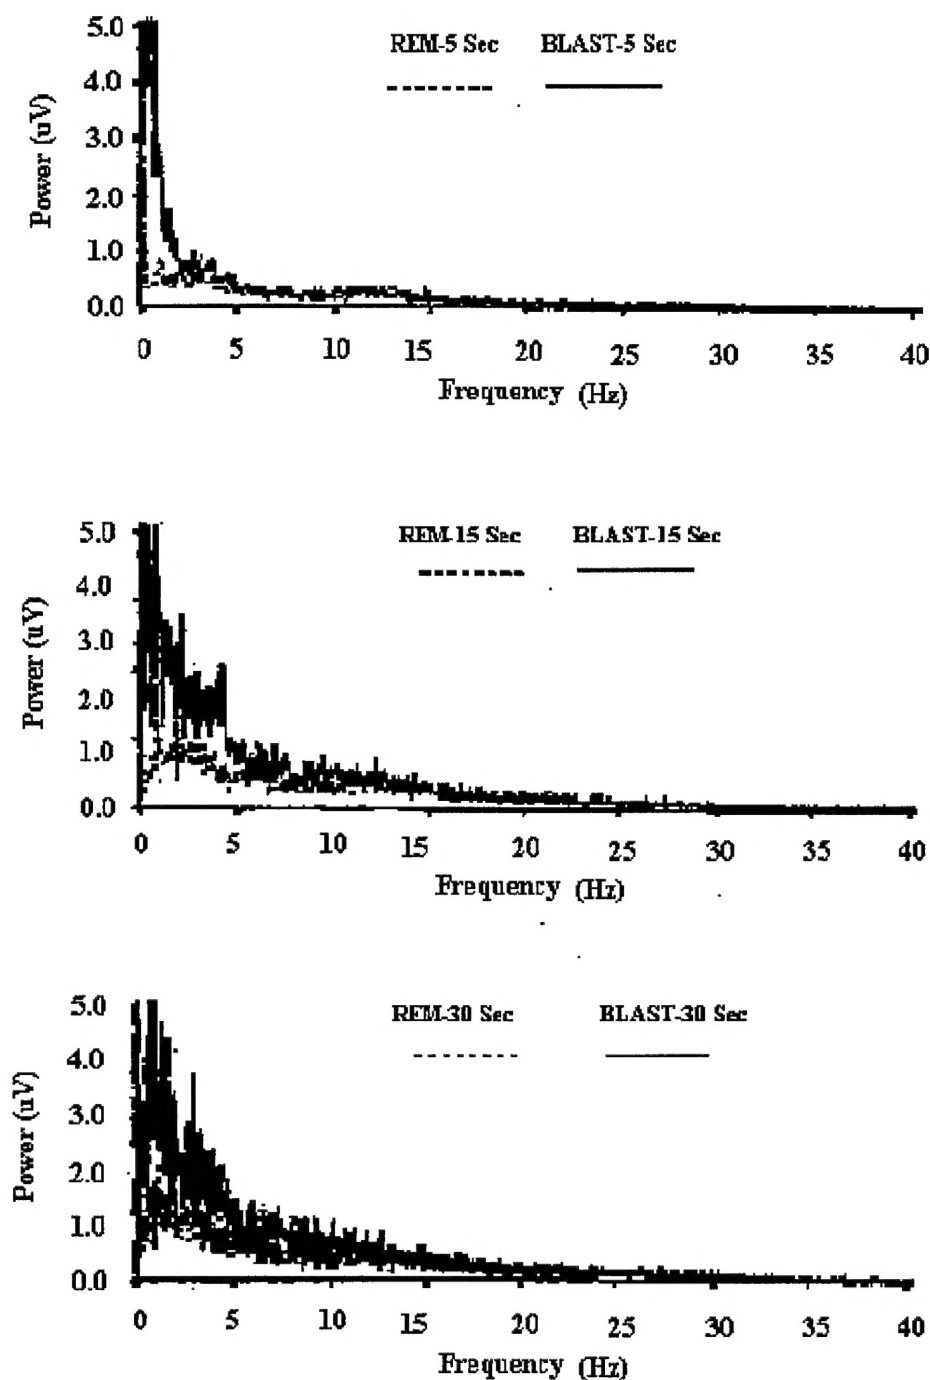 REM-5 Sec BLAST-5 Sec
5.0
4.0
3.0
2.0
1.0
0.0
Power (uV)
0 5 10 15 20 25 30 35 40
Frequency (Hz)
REM-15 Sec BLAST-15 Sec
5.0
4.0
3.0
2.0
1.0
0.0
Power (uV)
0 5 10 15 20 25 30 35 40
Frequency (Hz)
REM-30 Sec BLAST-30 Sec
5.0
4.0
3.0
2.0
1.0
0.0
Power (uV)
0 5 10 15 20 25 30 35 40
Frequency (Hz)